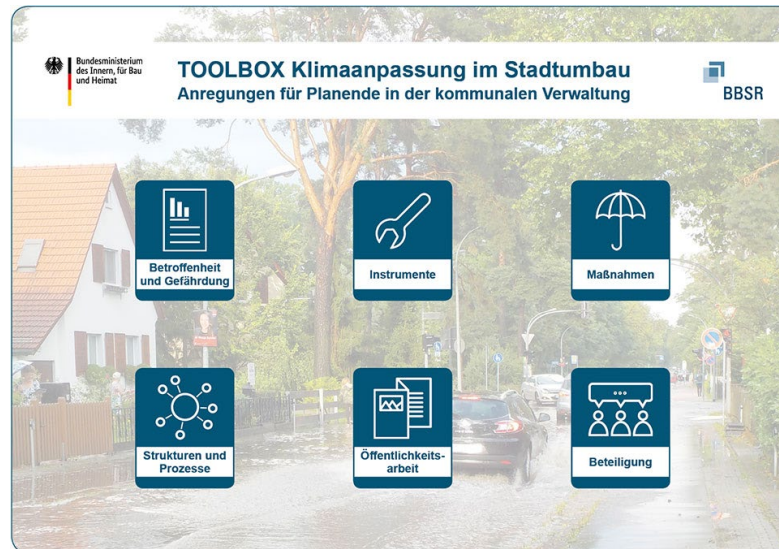 Bundesministerium
des Innern, für Bau
und Heimat
TOOLBOX Klimaanpassung im Stadtumbau
Anregungen für Planende in der kommunalen Verwaltung
BBSR
Betroffenheit
und Gefährdung
Instrumente
Maßnahmen
Strukturen und
Prozesse
Öffentlichkeits-
arbeit
Beteiligung